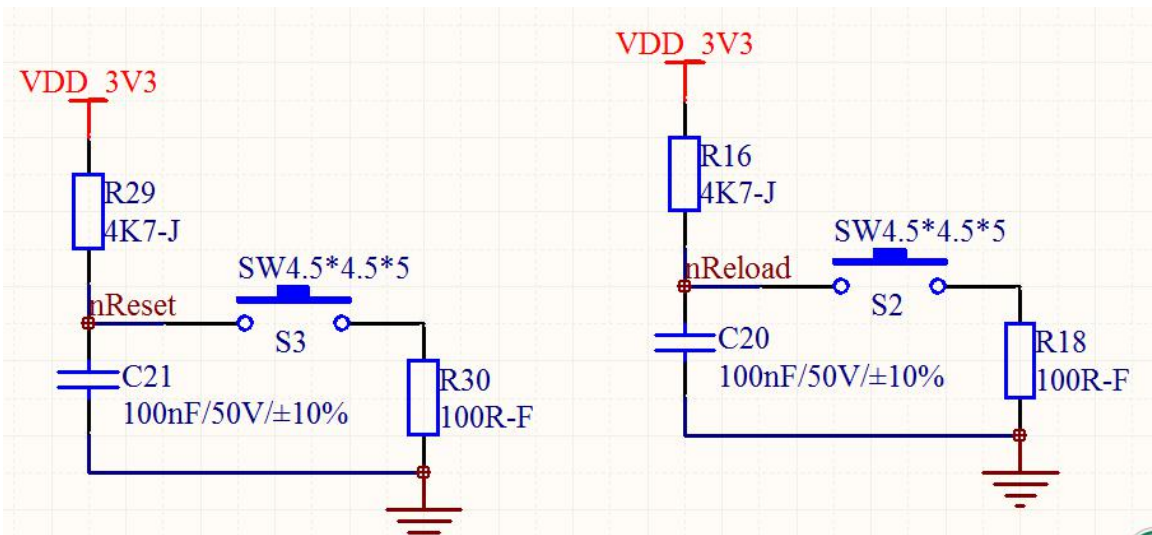 VDD_3V3
R29
4K7-J
SW4.5*4.5*5
nReset
S3
C21
100nF/50V/±10%
R30
100R-F
VDD_3V3
R16
4K7-J
SW4.5*4.5*5
nReload
S2
C20
100nF/50V/±10%
R18
100R-F